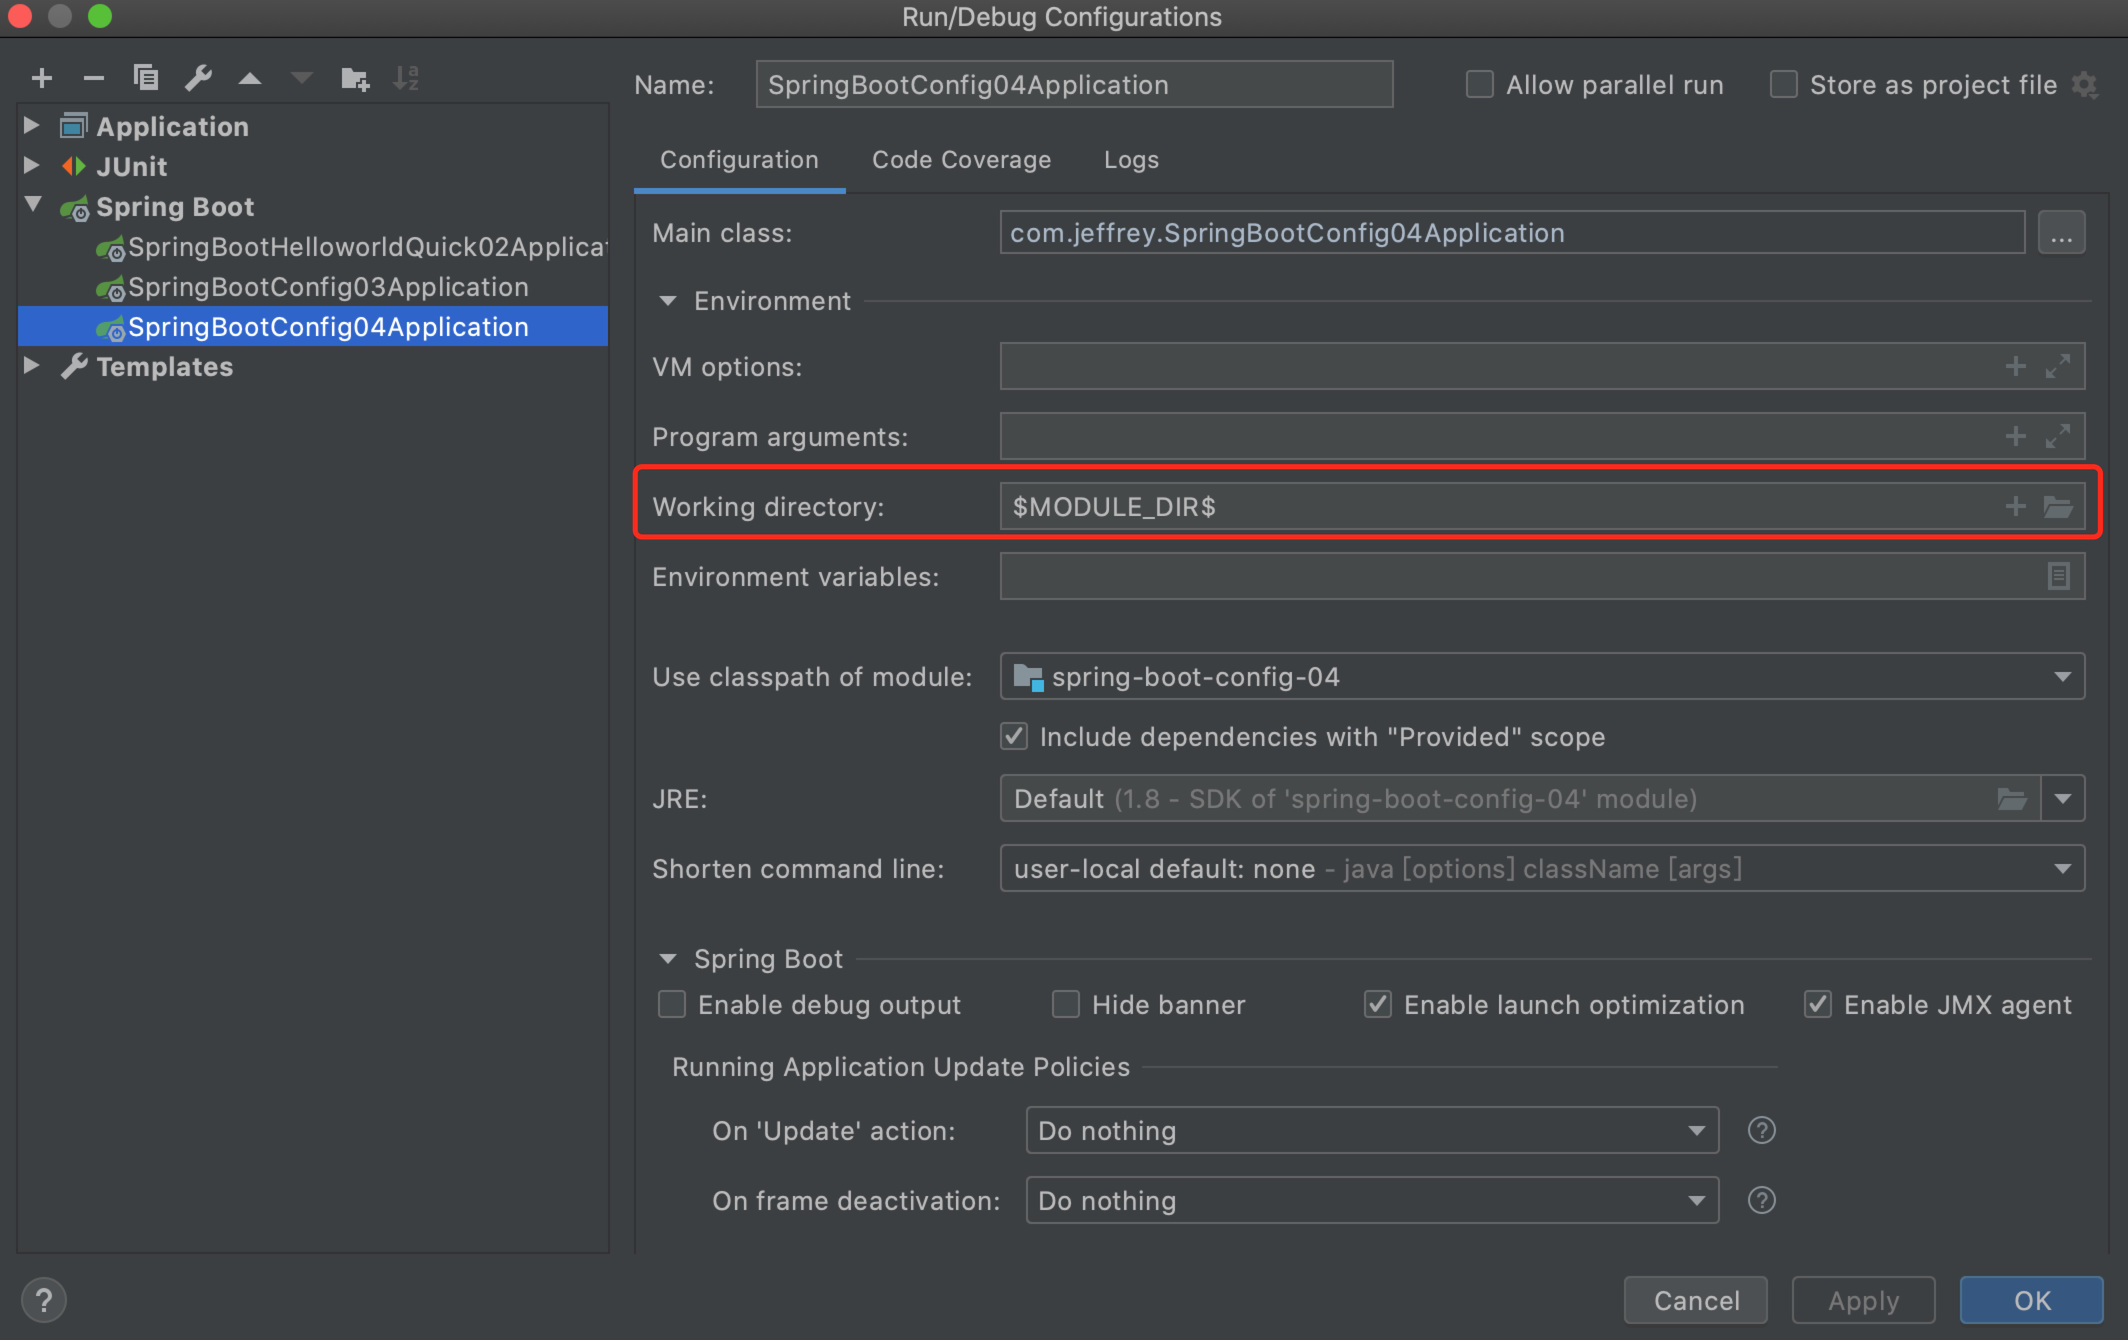 Run/Debug Configurations
Name: SpringBootConfig04Application Allow parallel run Store as project file
Application
JUnit
Spring Boot
SpringBootHelloworldQuick02Applicat
SpringBootConfig03Application
SpringBootConfig04Application
Templates
Configuration Code Coverage Logs
Main class: com.jeffrey.SpringBootConfig04Application ...
Environment
VM options:
Program arguments:
Working directory: $MODULE_DIR$
Environment variables:
Use classpath of module: spring-boot-config-04
Include dependencies with "Provided" scope
JRE: Default (1.8 - SDK of 'spring-boot-config-04' module)
Shorten command line: user-local default: none - java [options] className [args]
Spring Boot
Enable debug output Hide banner Enable launch optimization Enable JMX agent
Running Application Update Policies
On 'Update' action: Do nothing ?
On frame deactivation: Do nothing ?
? Cancel Apply OK